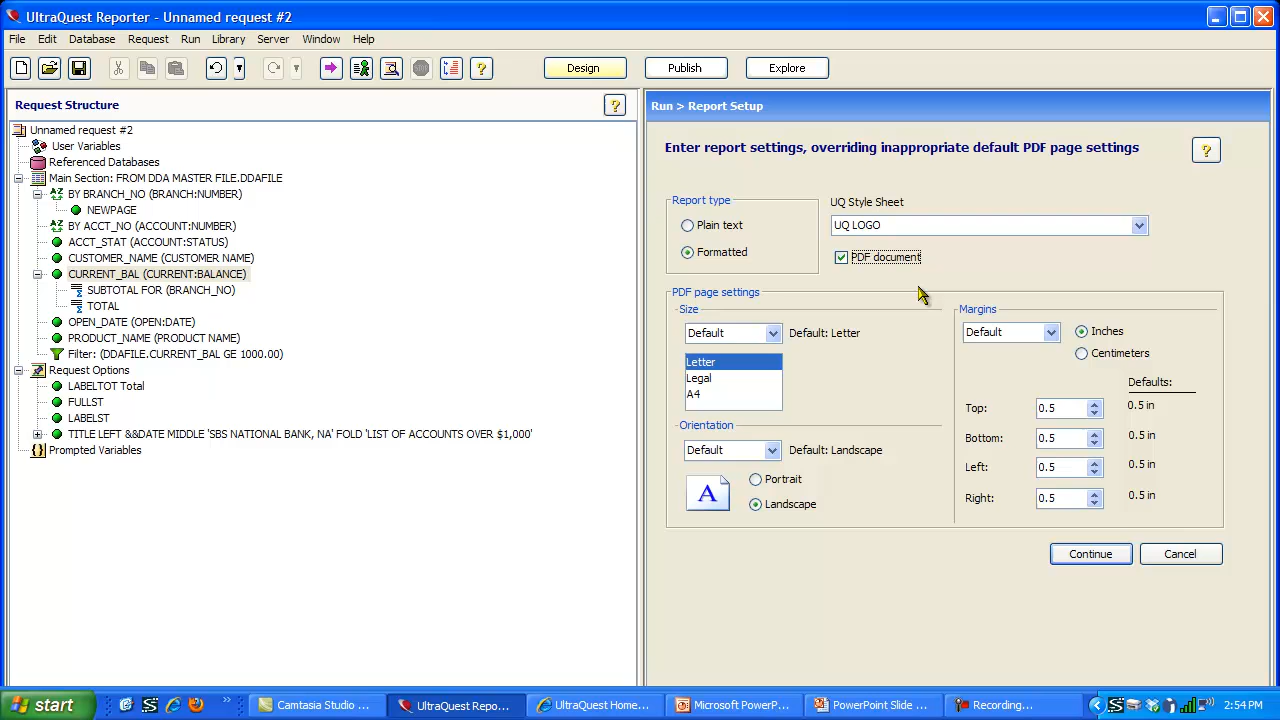 UltraQuest Reporter - Unnamed request #2
File Edit Database Request Run Library Server Window Help
Design Publish Explore
Request Structure
Unnamed request #2
User Variables
Referenced Databases
Main Section: FROM DDA MASTER FILE.DDAFILE
BY BRANCH_NO (BRANCH:NUMBER)
NEWPAGE
BY ACCT_NO (ACCOUNT:NUMBER)
ACCT_STAT (ACCOUNT:STATUS)
CUSTOMER_NAME (CUSTOMER NAME)
CURRENT_BAL (CURRENT:BALANCE)
SUBTOTAL FOR (BRANCH_NO)
TOTAL
OPEN_DATE (OPEN:DATE)
PRODUCT_NAME (PRODUCT NAME)
Filter: (DDAFILE.CURRENT_BAL GE 1000.00)
Request Options
LABELTOT Total
FULLST
LABELST
TITLE LEFT &&DATE MIDDLE 'SBS NATIONAL BANK, NA' FOLD 'LIST OF ACCOUNTS OVER $1,000'
Prompted Variables
Run > Report Setup
Enter report settings, overriding inappropriate default PDF page settings
?
Report type
Plain text
Formatted
UQ Style Sheet
UQ LOGO
PDF document
PDF page settings
Size
Default Default: Letter
Letter
Legal
A4
Orientation
Default Default: Landscape
A
Portrait
Landscape
Margins
Default
Inches
Centimeters
Defaults:
Top: 0.5 0.5 in
Bottom: 0.5 0.5 in
Left: 0.5 0.5 in
Right: 0.5 0.5 in
Continue Cancel
start
Camtasia Studio ... UltraQuest Repo... UltraQuest Home... Microsoft PowerP... PowerPoint Slide ... Recording... 2:54 PM